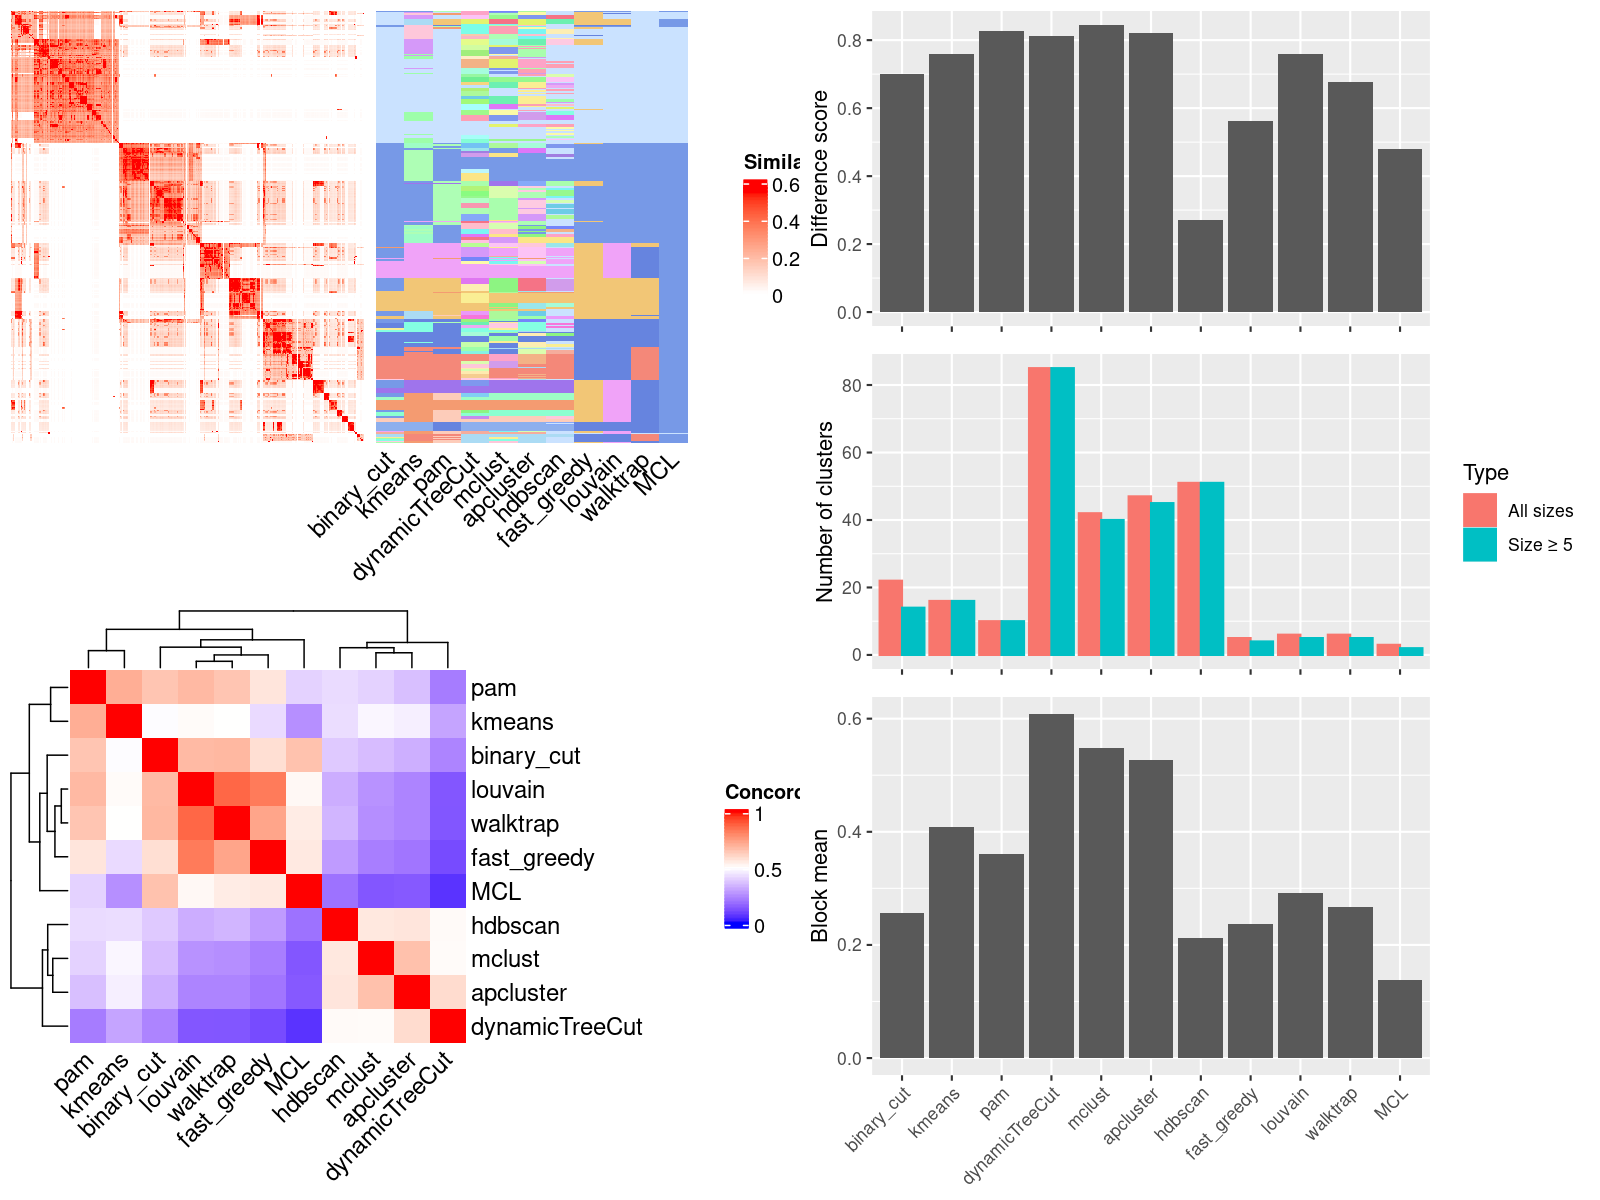 Simila
0.6
0.4
0.2
0
binary_cut
kmeans
pam
dynamicTreeCut
mclust
apcluster
hdbscan
fast_greedy
louvain
walktrap
MCL
Difference score
0.8
0.6
0.4
0.2
0.0
Number of clusters
80
60
40
20
0
Type
All sizes
Size ≥ 5
pam
kmeans
binary_cut
louvain
walktrap
fast_greedy
MCL
hdbscan
mclust
apcluster
dynamicTreeCut
pam
kmeans
binary_cut
louvain
walktrap
fast_greedy
MCL
hdbscan
mclust
apcluster
dynamicTreeCut
Concord
1
0.5
0
Block mean
0.6
0.4
0.2
0.0
binary_cut
kmeans
pam
dynamicTreeCut
mclust
apcluster
hdbscan
fast_greedy
louvain
walktrap
MCL